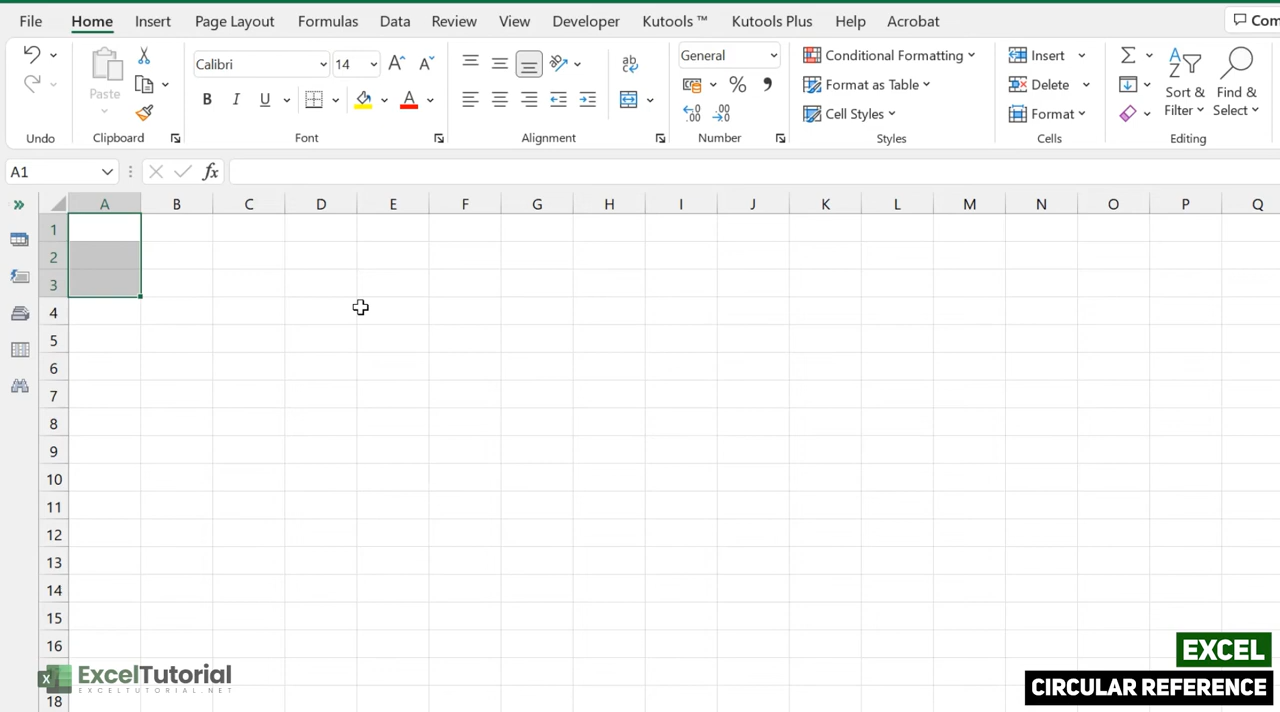 File Home Insert Page Layout Formulas Data Review View Developer Kutools ™ Kutools Plus Help Acrobat
Calibri 14 General Conditional Formatting Insert
Paste Format as Table Delete Sort & Filter Find & Select
B I U A Cell Styles Format
Undo Clipboard Font Alignment Number Styles Cells Editing
A1 fx
A B C D E F G H I J K L M N O P Q
1
2
3
4
5
6
7
8
9
10
11
12
13
14
15
16
18
ExcelTutorial
EXCELTUTORIAL.NET
EXCEL
CIRCULAR REFERENCE